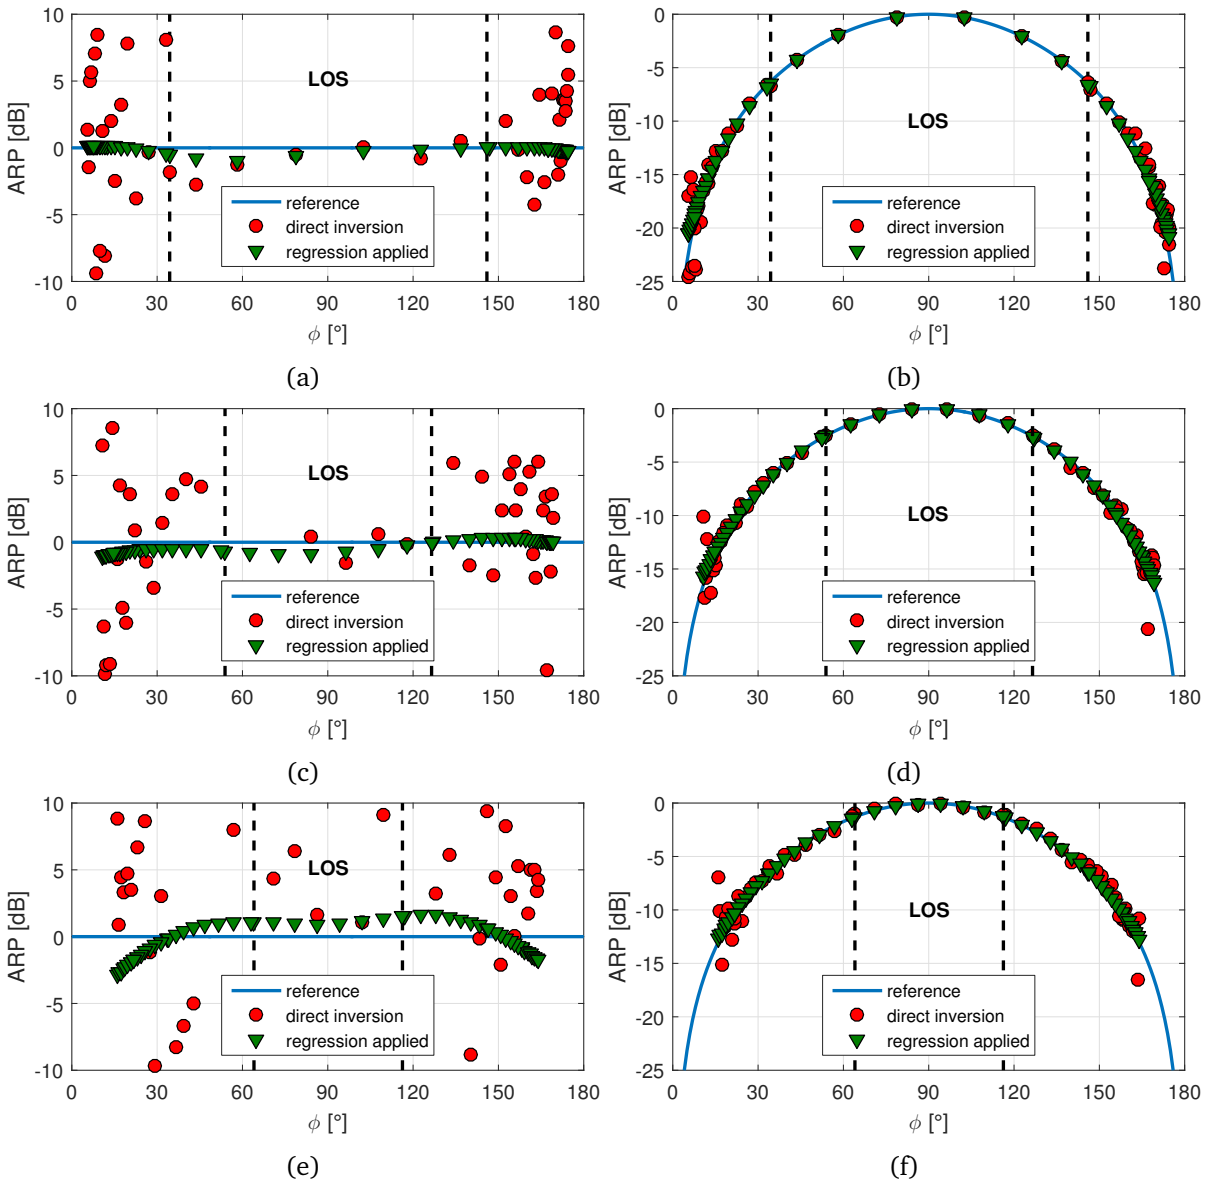 10
5
0
-5
-10
ARP [dB]
LOS
reference
direct inversion
regression applied
0 30 60 90 120 150 180
ϕ [°]
(a)
0
-5
-10
-15
-20
-25
ARP [dB]
LOS
reference
direct inversion
regression applied
0 30 60 90 120 150 180
ϕ [°]
(b)
10
5
0
-5
-10
ARP [dB]
LOS
reference
direct inversion
regression applied
0 30 60 90 120 150 180
ϕ [°]
(c)
0
-5
-10
-15
-20
-25
ARP [dB]
LOS
reference
direct inversion
regression applied
0 30 60 90 120 150 180
ϕ [°]
(d)
10
5
0
-5
-10
ARP [dB]
LOS
reference
direct inversion
regression applied
0 30 60 90 120 150 180
ϕ [°]
(e)
0
-5
-10
-15
-20
-25
ARP [dB]
LOS
reference
direct inversion
regression applied
0 30 60 90 120 150 180
ϕ [°]
(f)